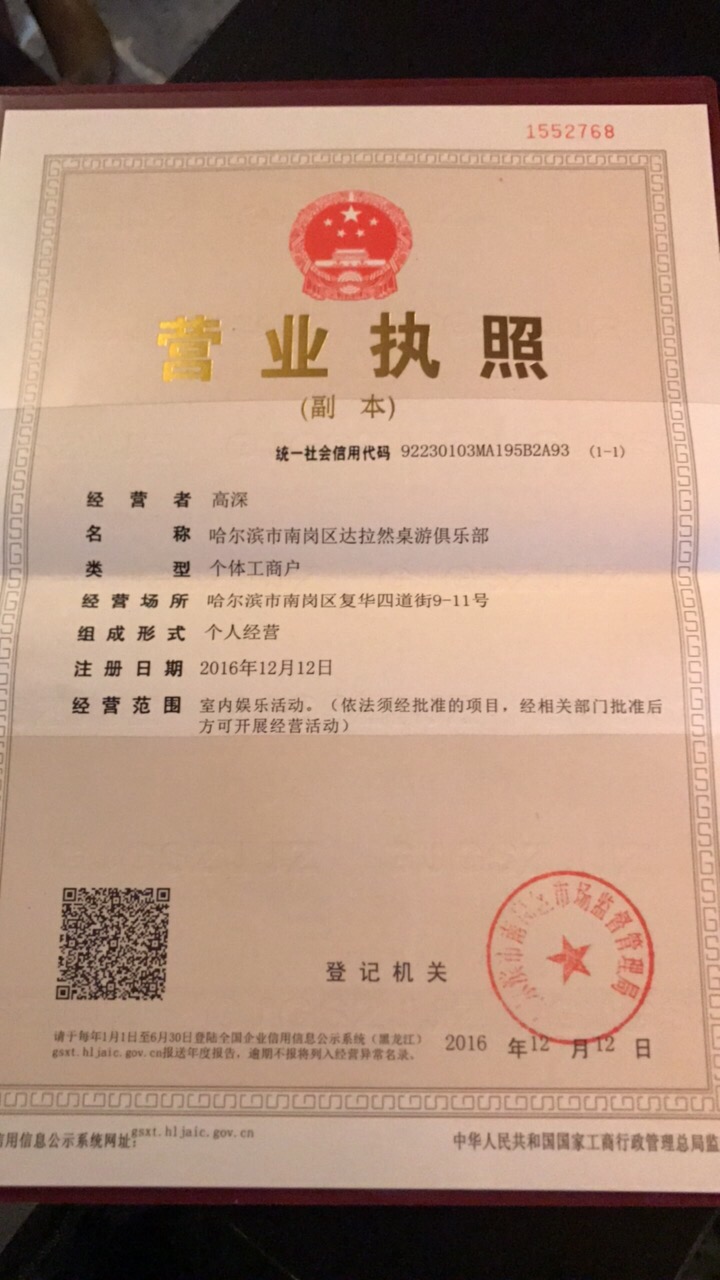 1552768
营业执照
(副 本)
统一社会信用代码 92230103MA195B2A93 (1-1)
经营者 高深
名称 哈尔滨市南岗区达拉然桌游俱乐部
类型 个体工商户
经营场所 哈尔滨市南岗区复华四道街9-11号
组成形式 个人经营
注册日期 2016年12月12日
经营范围 室内娱乐活动。(依法须经批准的项目，经相关部门批准后
方可开展经营活动)
市场监督管理局
登记机关
请于每年1月1日至6月30日登陆全国企业信用信息公示系统(黑龙江)
gsxt.hljaic.gov.cn报送年度报告，逾期不报将列入经营异常名录。
2016 年12 月12 日
信用信息公示系统网址:gsxt.hljaic.gov.cn
中华人民共和国国家工商行政管理总局监